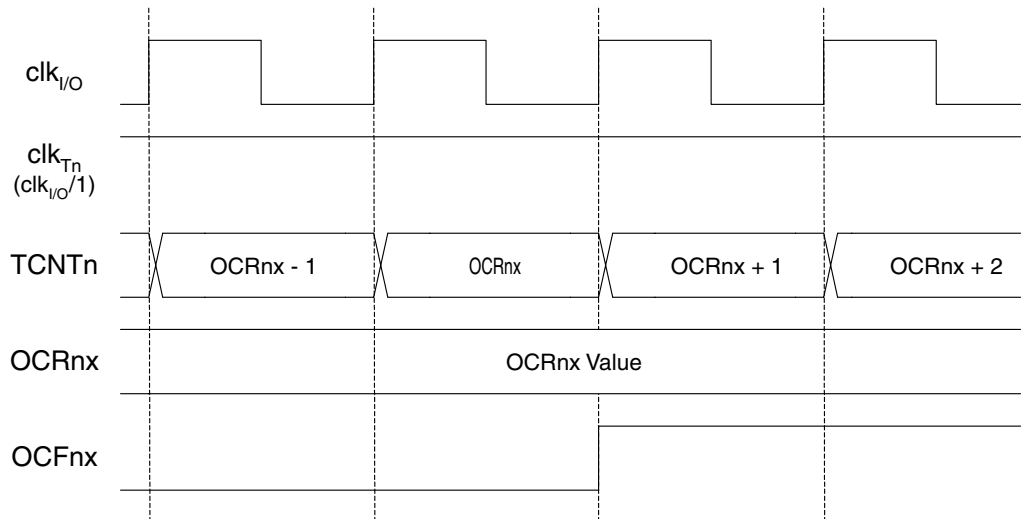 clkI/O
clkTn
(clkI/O/1)
TCNTn OCRnx - 1 OCRnx OCRnx + 1 OCRnx + 2
OCRnx OCRnx Value
OCFnx